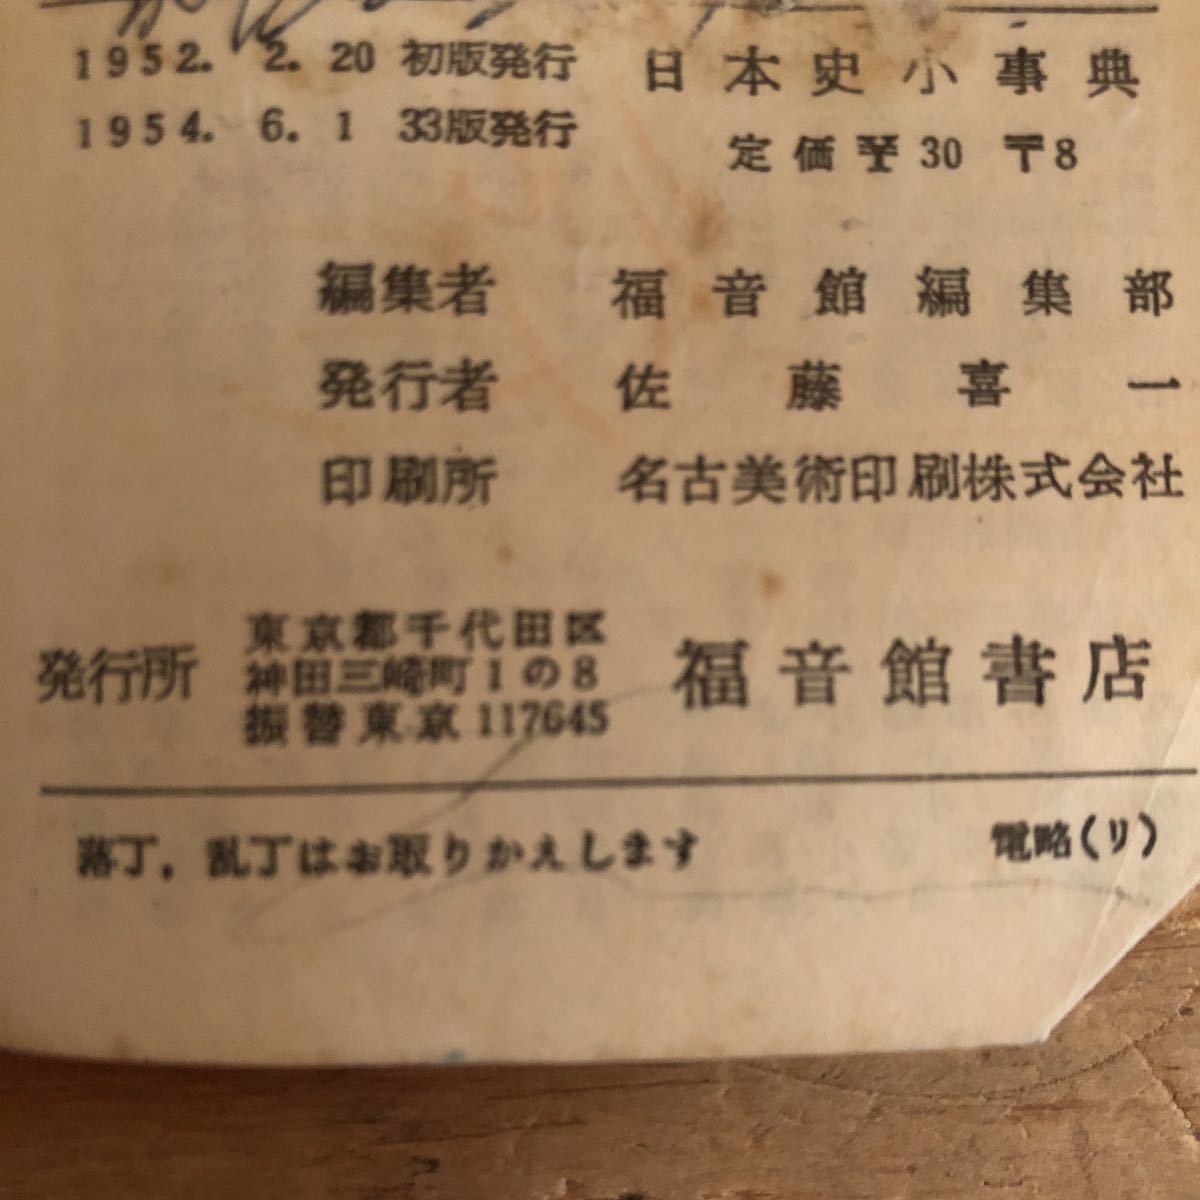 1952. 2. 20 初版発行
1954. 6. 1 33版発行
日本史小事典
定価 ¥30 〒8
編集者 福音館編集部
発行者 佐藤喜一
印刷所 名古美術印刷株式会社
発行所
東京都千代田区
神田三崎町1の8
振替東京117645
福音館書店
落丁，乱丁はお取りかえします 電略(リ)